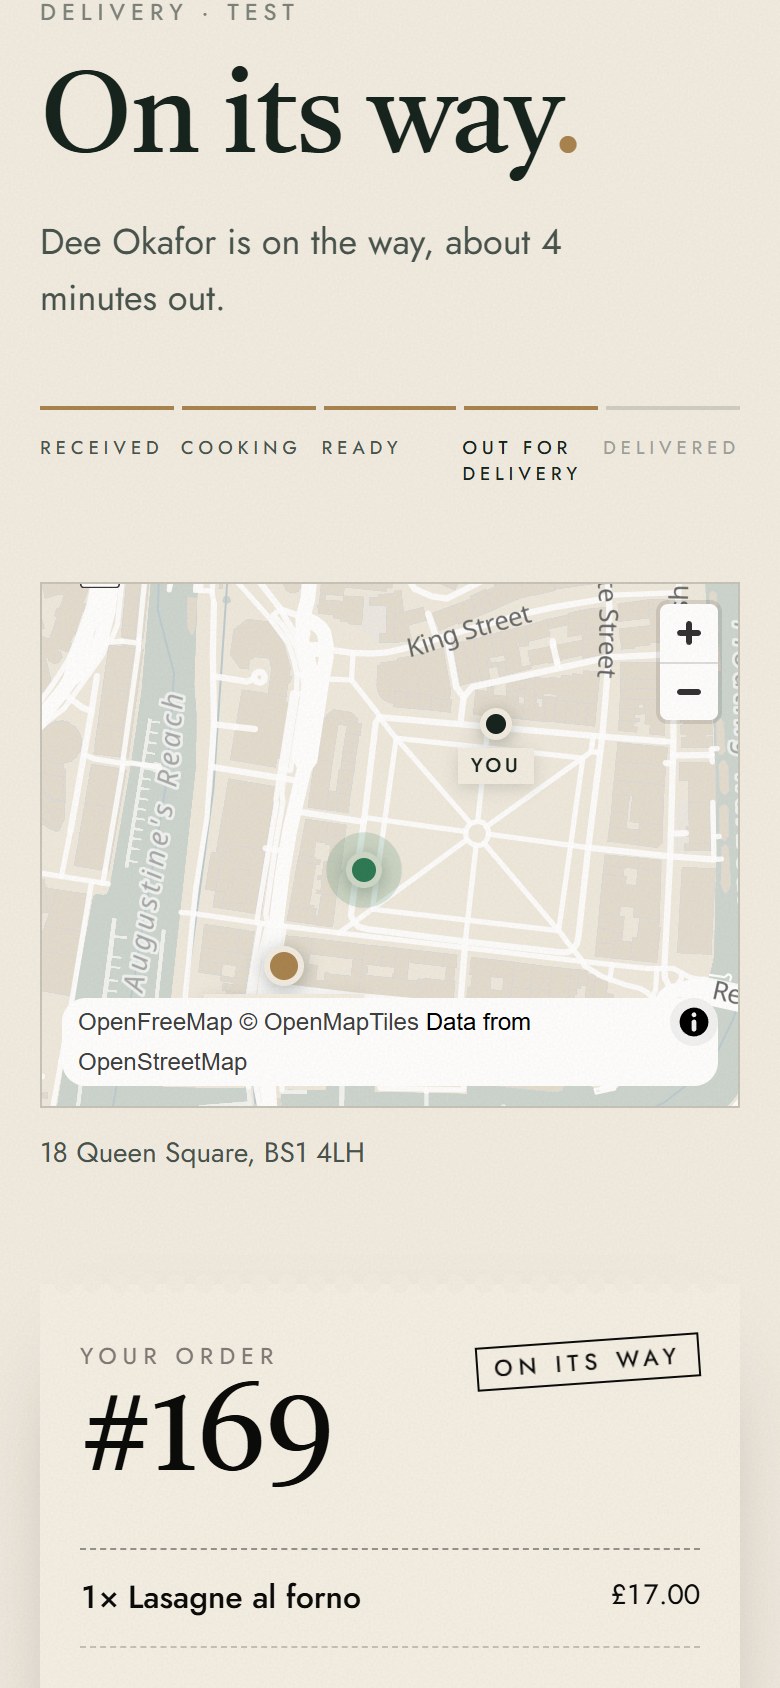 DELIVERY · TEST
On its way.
Dee Okafor is on the way, about 4
minutes out.
RECEIVED
COOKING
READY
OUT FOR
DELIVERY
DELIVERED
King Street
te Street
Augustine's Reach
+
−
YOU
Re
OpenFreeMap © OpenMapTiles Data from
OpenStreetMap
18 Queen Square, BS1 4LH
YOUR ORDER
ON ITS WAY
#169
1× Lasagne al forno
£17.00